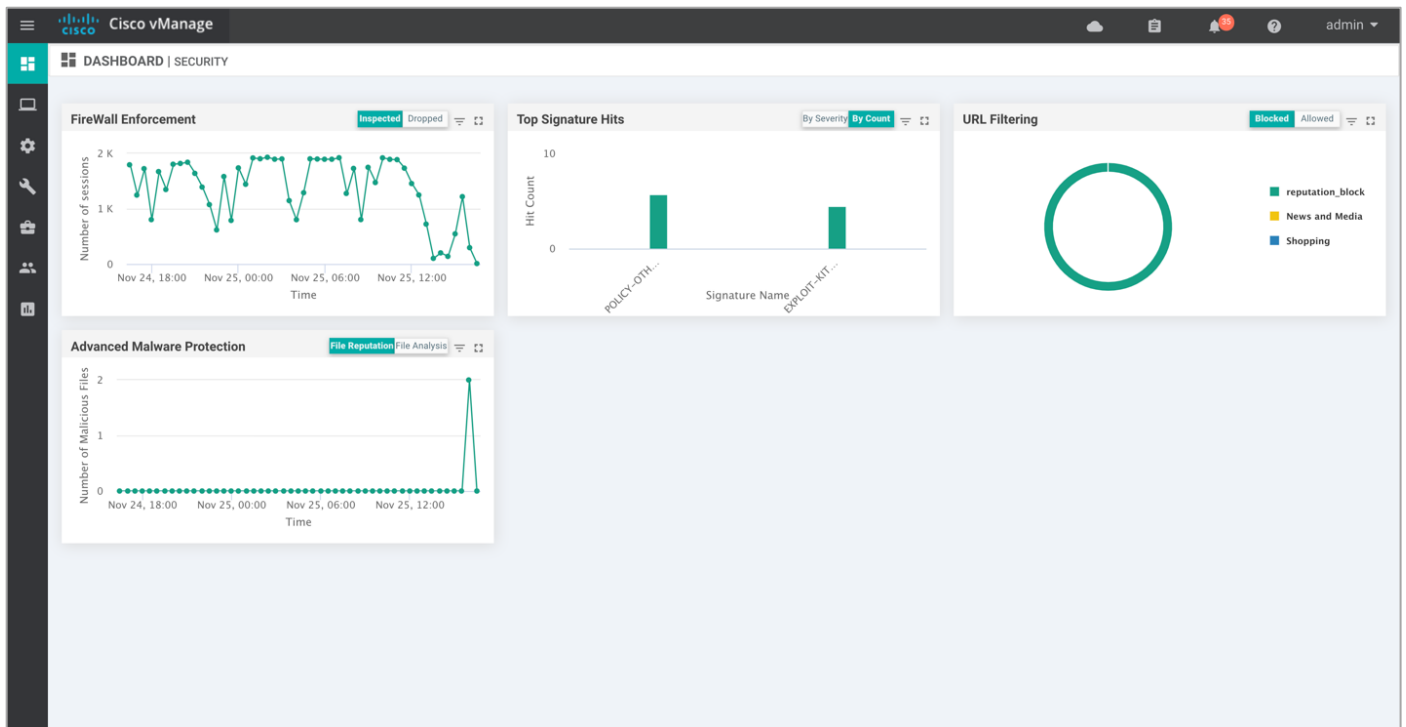 cisco Cisco vManage
35
admin
DASHBOARD | SECURITY
FireWall Enforcement
Inspected Dropped
Number of sessions
2 K
1 K
0
Nov 24, 18:00 Nov 25, 00:00 Nov 25, 06:00 Nov 25, 12:00
Time
Top Signature Hits
By Severity By Count
Hit Count
10
0
POLICY-OTH...
EXPLOIT-KIT...
Signature Name
URL Filtering
Blocked Allowed
reputation_block
News and Media
Shopping
Advanced Malware Protection
File Reputation File Analysis
Number of Malicious Files
2
1
0
Nov 24, 18:00 Nov 25, 00:00 Nov 25, 06:00 Nov 25, 12:00
Time